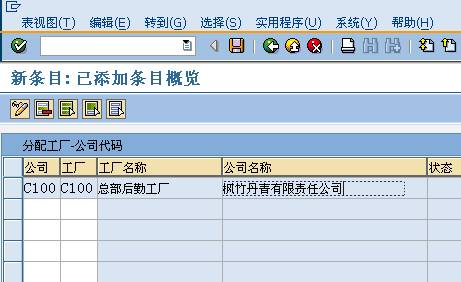 表视图(T) 编辑(E) 转到(G) 选择(S) 实用程序(U) 系统(Y) 帮助(H)
新条目:已添加条目概览
分配工厂-公司代码
公司 工厂 工厂名称 公司名称 状态
C100 C100 总部后勤工厂 枫竹丹青有限责任公司